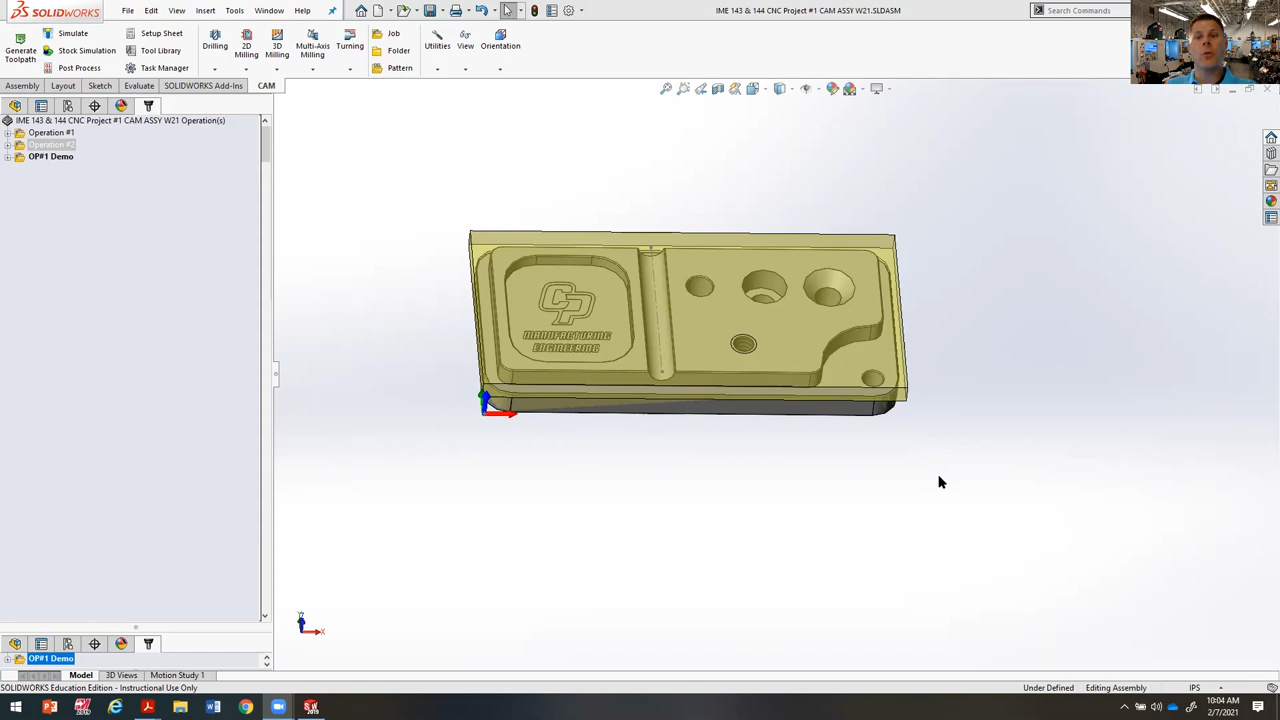 SOLIDWORKS
File Edit View Insert Tools Window Help
IME 143 & 144 CNC Project #1 CAM ASSY W21.SLDASM
Search Commands
Generate Toolpath
Simulate
Stock Simulation
Post Process
Setup Sheet
Tool Library
Task Manager
Drilling
2D Milling
3D Milling
Multi-Axis Milling
Turning
Job
Folder
Pattern
Utilities
View
Orientation
Assembly Layout Sketch Evaluate SOLIDWORKS Add-Ins CAM
IME 143 & 144 CNC Project #1 CAM ASSY W21 Operation(s)
Operation #1
Operation #2
OP#1 Demo
CP
MANUFACTURING
ENGINEERING
X
OP#1 Demo
Model 3D Views Motion Study 1
SOLIDWORKS Education Edition - Instructional Use Only
Under Defined Editing Assembly IPS
10:04 AM
2/7/2021